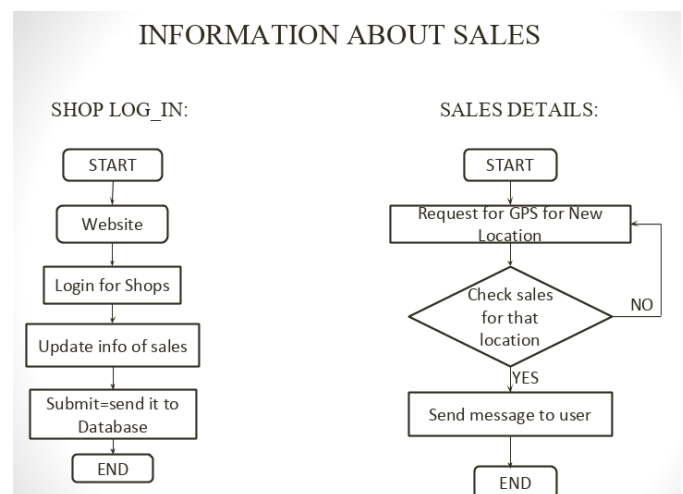 INFORMATION ABOUT SALES
SHOP LOG_IN:
START
Website
Login for Shops
Update info of sales
Submit=send it to
Database
END
SALES DETAILS:
START
Request for GPS for New
Location
Check sales
for that
location
NO
YES
Send message to user
END